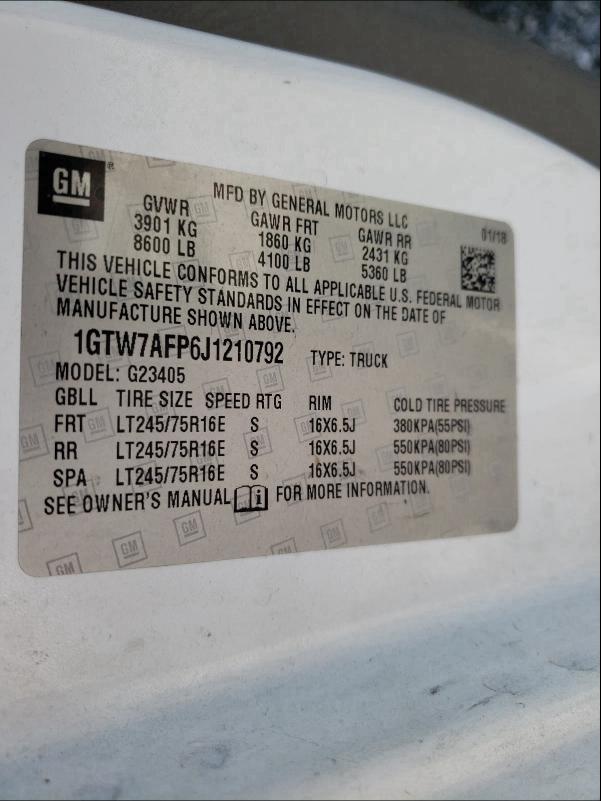 GM ®
MFD BY GENERAL MOTORS LLC 01/18
GVWR GAWR FRT GAWR RR
3901 KG 1860 KG 2431 KG
8600 LB 4100 LB 5360 LB
THIS VEHICLE CONFORMS TO ALL APPLICABLE U.S. FEDERAL MOTOR
VEHICLE SAFETY STANDARDS IN EFFECT ON THE DATE OF
MANUFACTURE SHOWN ABOVE.
1GTW7AFP6J1210792 TYPE: TRUCK
MODEL: G23405
GBLL TIRE SIZE SPEED RTG RIM COLD TIRE PRESSURE
FRT LT245/75R16E S 16X6.5J 380KPA(55PSI)
RR LT245/75R16E S 16X6.5J 550KPA(80PSI)
SPA LT245/75R16E S 16X6.5J 550KPA(80PSI)
SEE OWNER'S MANUAL i FOR MORE INFORMATION.